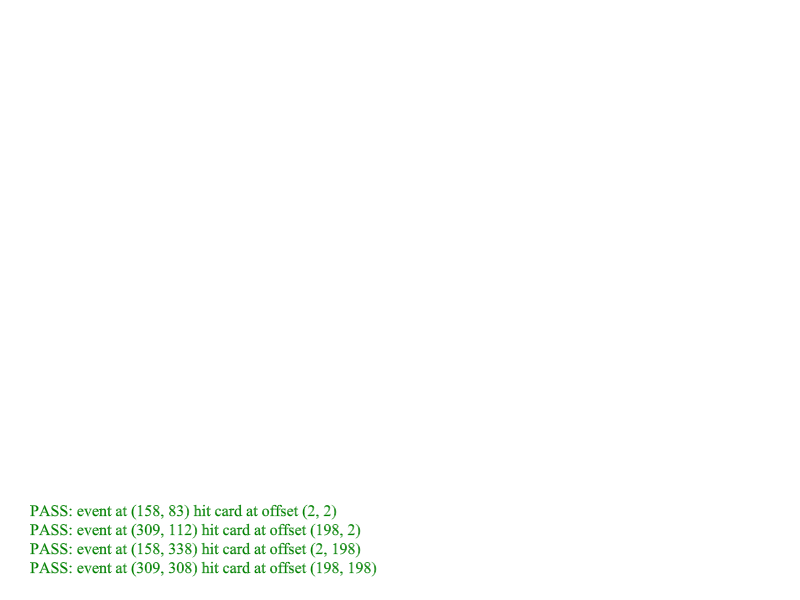 PASS: event at (158, 83) hit card at offset (2, 2)
PASS: event at (309, 112) hit card at offset (198, 2)
PASS: event at (158, 338) hit card at offset (2, 198)
PASS: event at (309, 308) hit card at offset (198, 198)